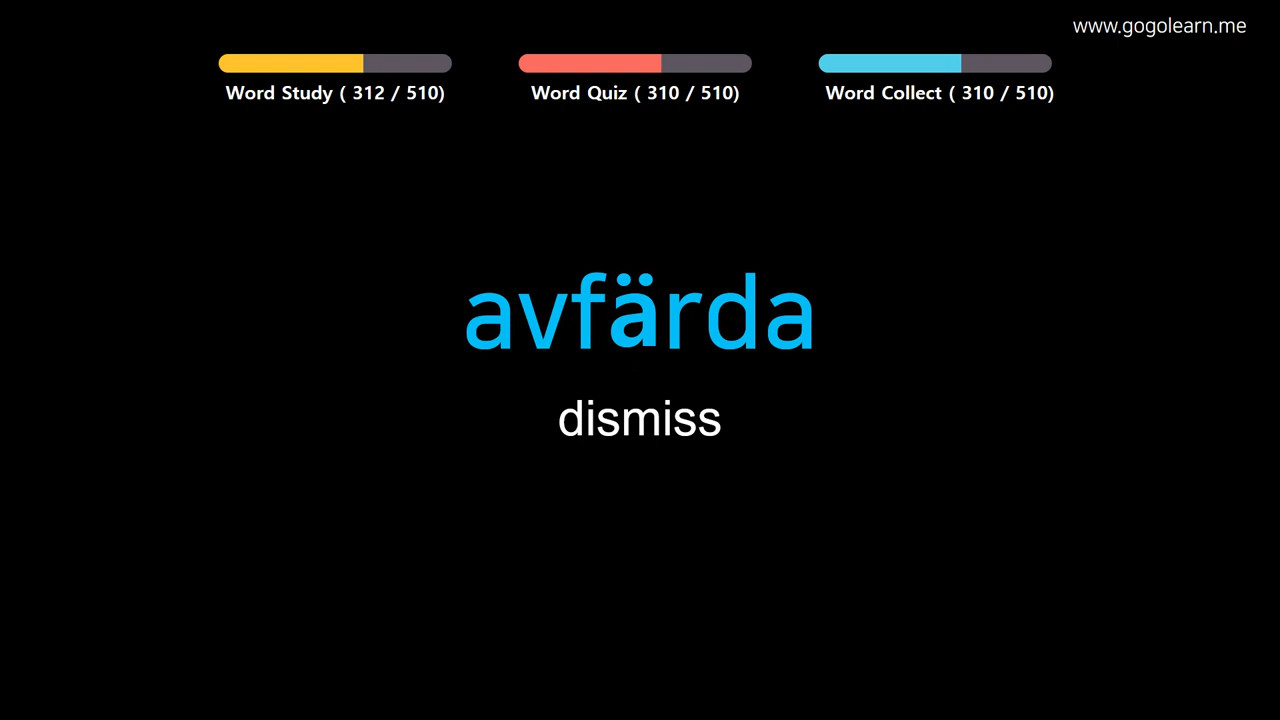 www.gogolearn.me
Word Study ( 312 / 510)
Word Quiz ( 310 / 510)
Word Collect ( 310 / 510)
avfärda
dismiss